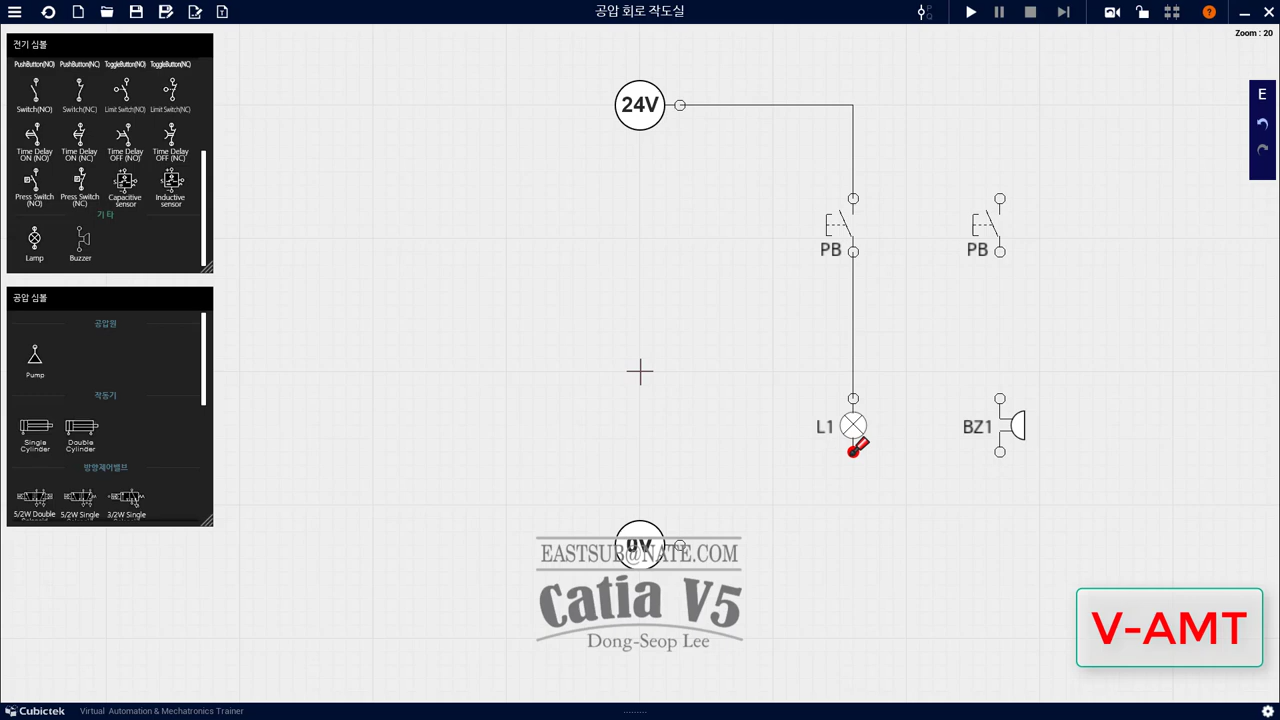 공압 회로 작도실
Zoom : 20
전기 심볼
PushButton(NO) PushButton(NC) ToggleButton(NO) ToggleButton(NC)
Switch(NO) Switch(NC) Limit Switch(NO) Limit Switch(NC)
Time Delay ON (NO) Time Delay ON (NC) Time Delay OFF (NO) Time Delay OFF (NC)
Press Switch (NO) Press Switch (NC) Capacitive sensor Inductive sensor
기 타
Lamp Buzzer
공압 심볼
공압원
Pump
작동기
Single Cylinder Double Cylinder
방향제어밸브
5/2W Double 5/2W Single 3/2W Single
24V
PB PB
L1 BZ1
0V
E
EASTSUB@NATE.COM
Catia V5
Dong-Seop Lee
V-AMT
Cubictek Virtual Automation & Mechatronics Trainer